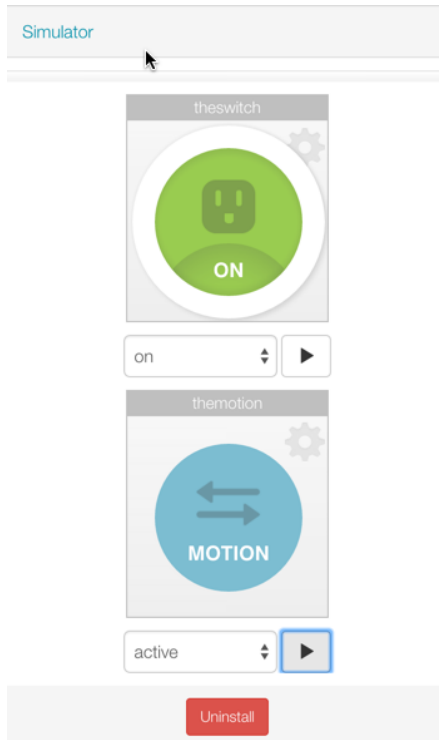 Simulator
theswitch
ON
on
themotion
MOTION
active
Uninstall